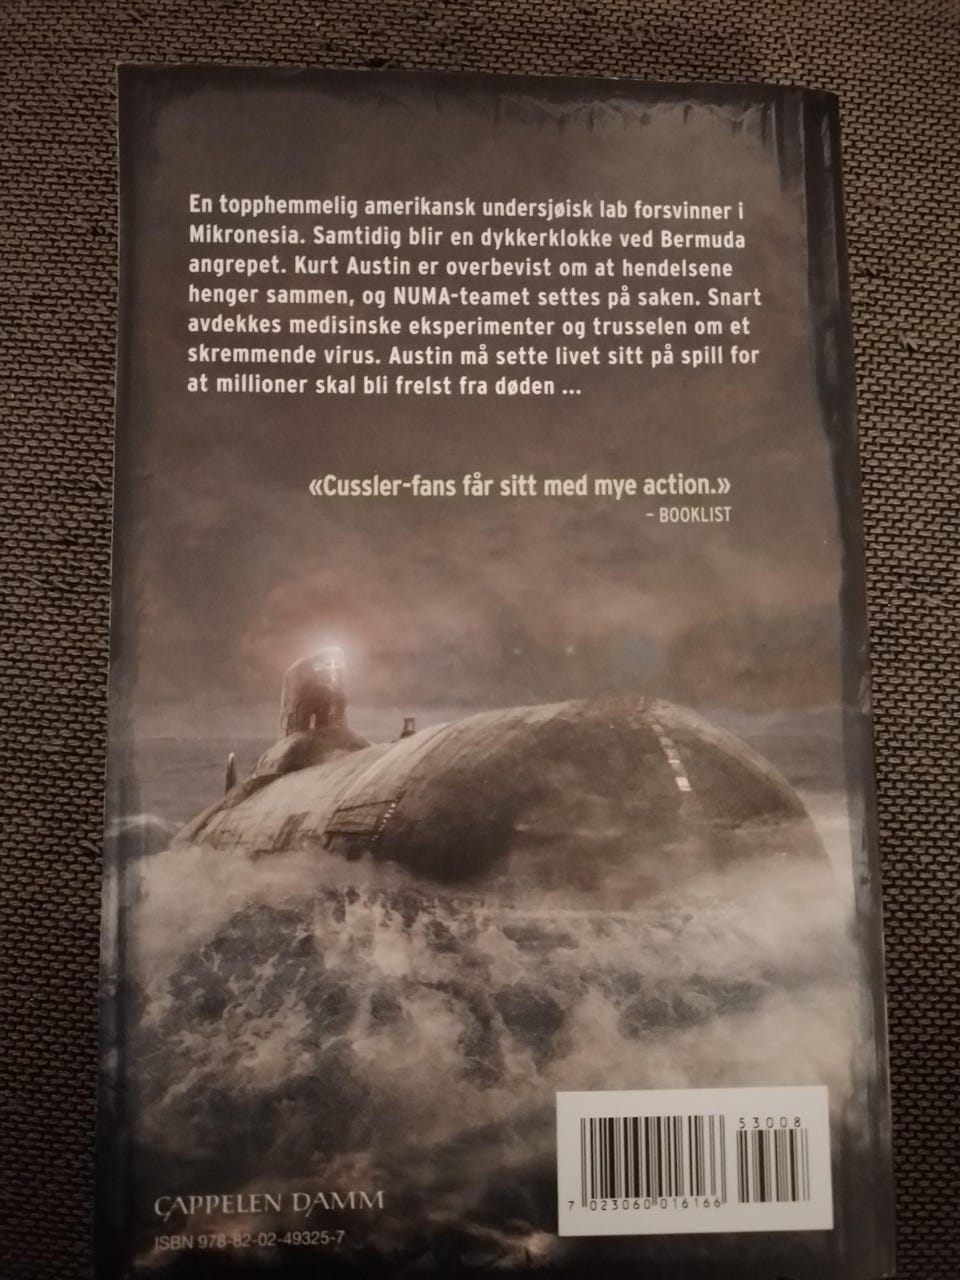 En topphemmelig amerikansk undersjøisk lab forsvinner i
Mikronesia. Samtidig blir en dykkerklokke ved Bermuda
angrepet. Kurt Austin er overbevist om at hendelsene
henger sammen, og NUMA-teamet settes på saken. Snart
avdekkes medisinske eksperimenter og trusselen om et
skremmende virus. Austin må sette livet sitt på spill for
at millioner skal bli frelst fra døden ...
«Cussler-fans får sitt med mye action.»
– BOOKLIST
53008
7 023060 016166
CAPPELEN DAMM
ISBN 978-82-02-49325-7